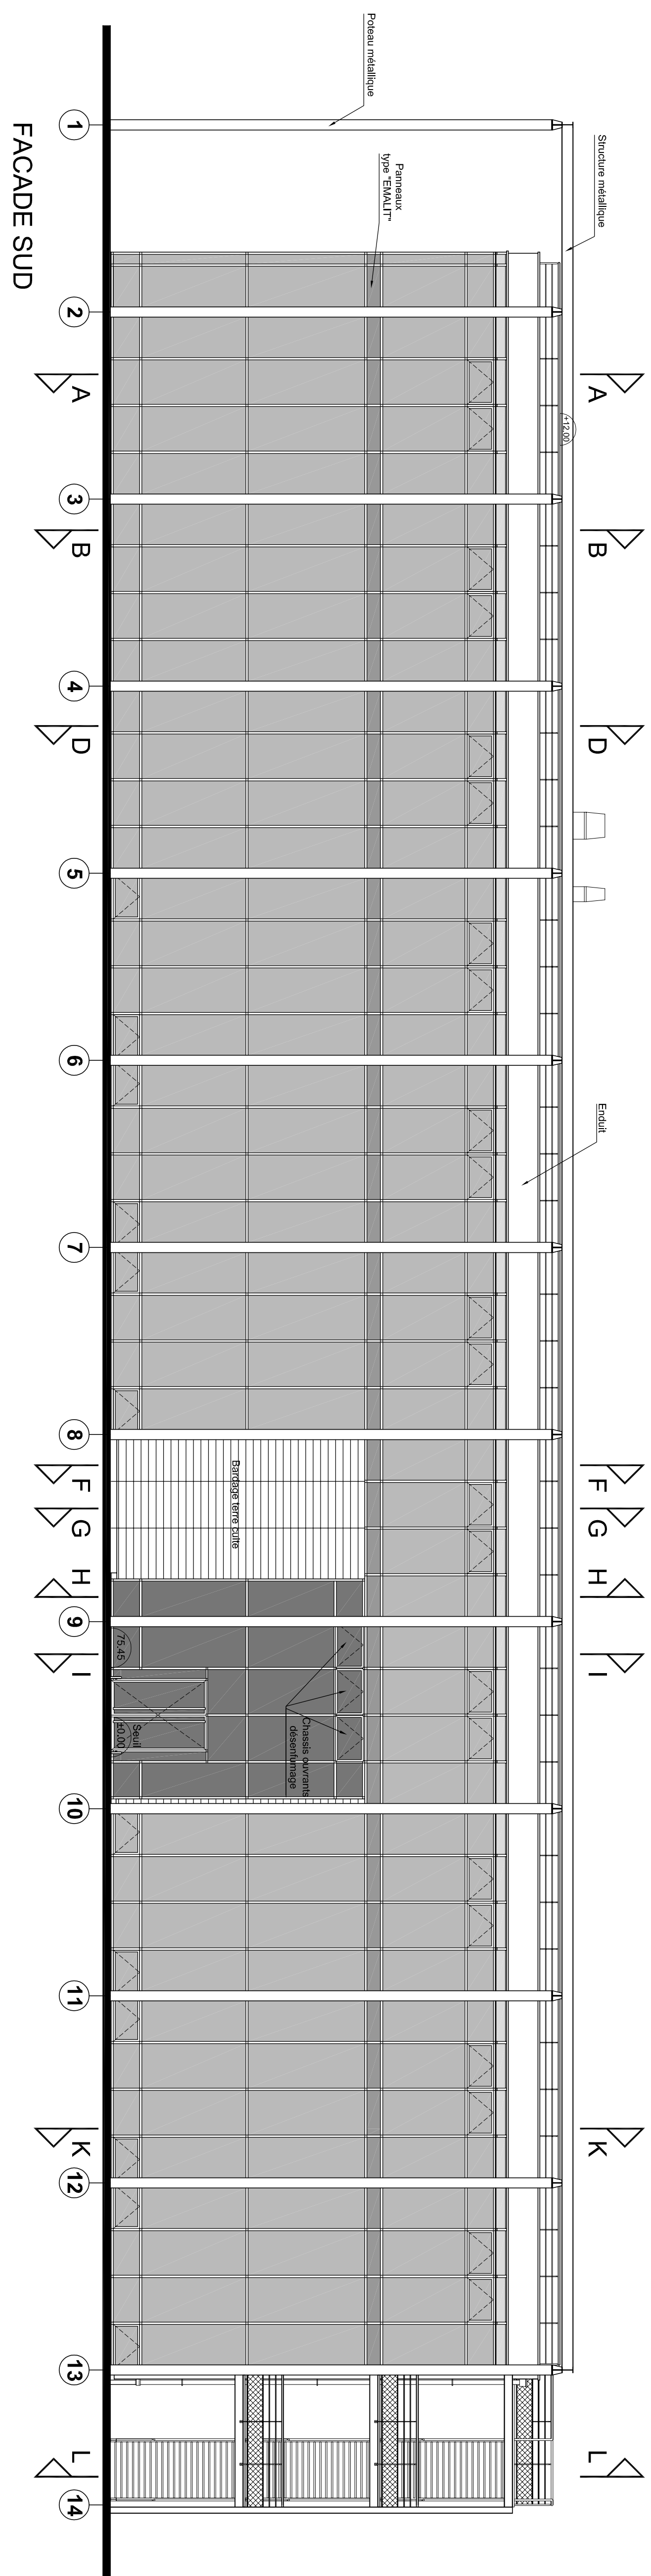 Poteau métallique
Structure métallique
Panneaux
type "EMALIT"
+12,00
Enduit
A
B
D
F
G
H
I
K
L
Bardage terre cuite
Chassis ouvrants
désenfumage
75.45
Seuil
±0.00
1
2
A
3
B
4
D
5
6
7
8
F
G
H
9
I
10
11
K
12
13
L
14
FACADE SUD